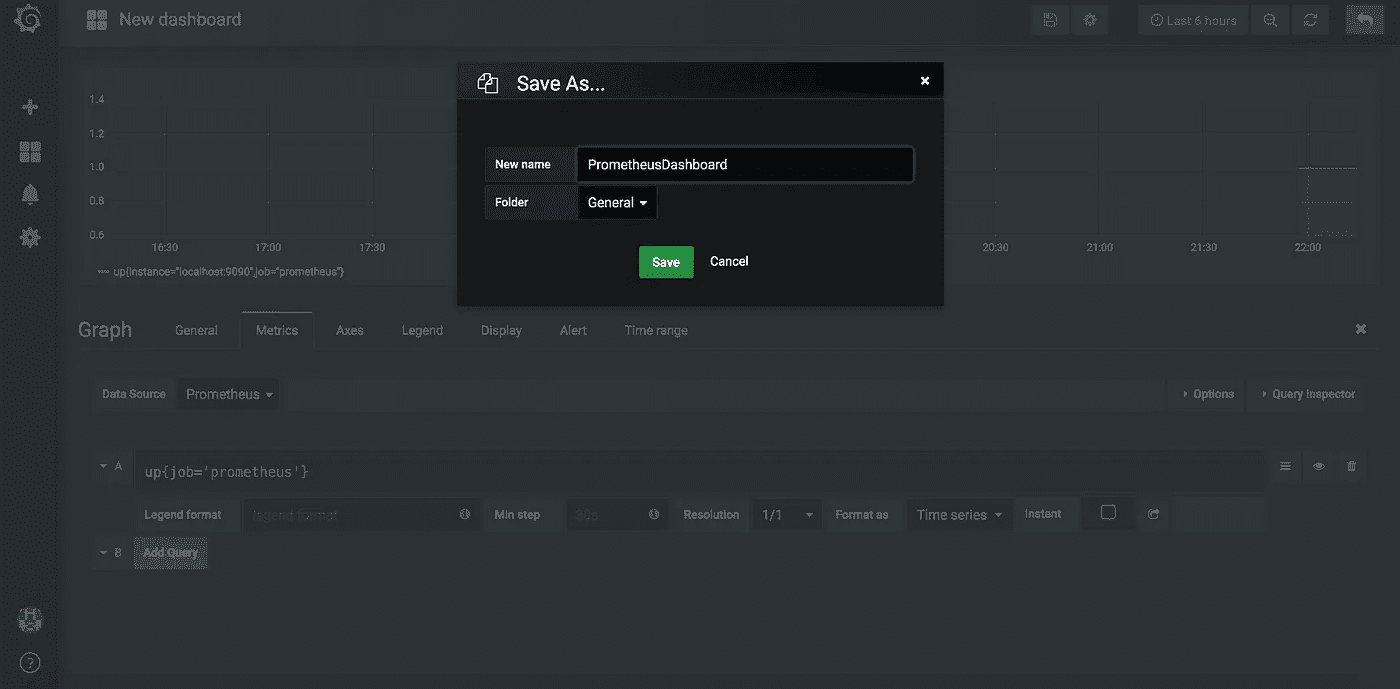 New dashboard
Last 6 hours
Save As...
New name PrometheusDashboard
Folder General
Save Cancel
1.4
1.2
1.0
0.8
0.6
16:30 17:00 17:30 20:30 21:00 21:30 22:00
up{instance="localhost:9090",job="prometheus"}
Graph General Metrics Axes Legend Display Alert Time range
Data Source Prometheus Options Query Inspector
A up{job='prometheus'}
Legend format legend format Min step 30s Resolution 1/1 Format as Time series Instant
B Add Query